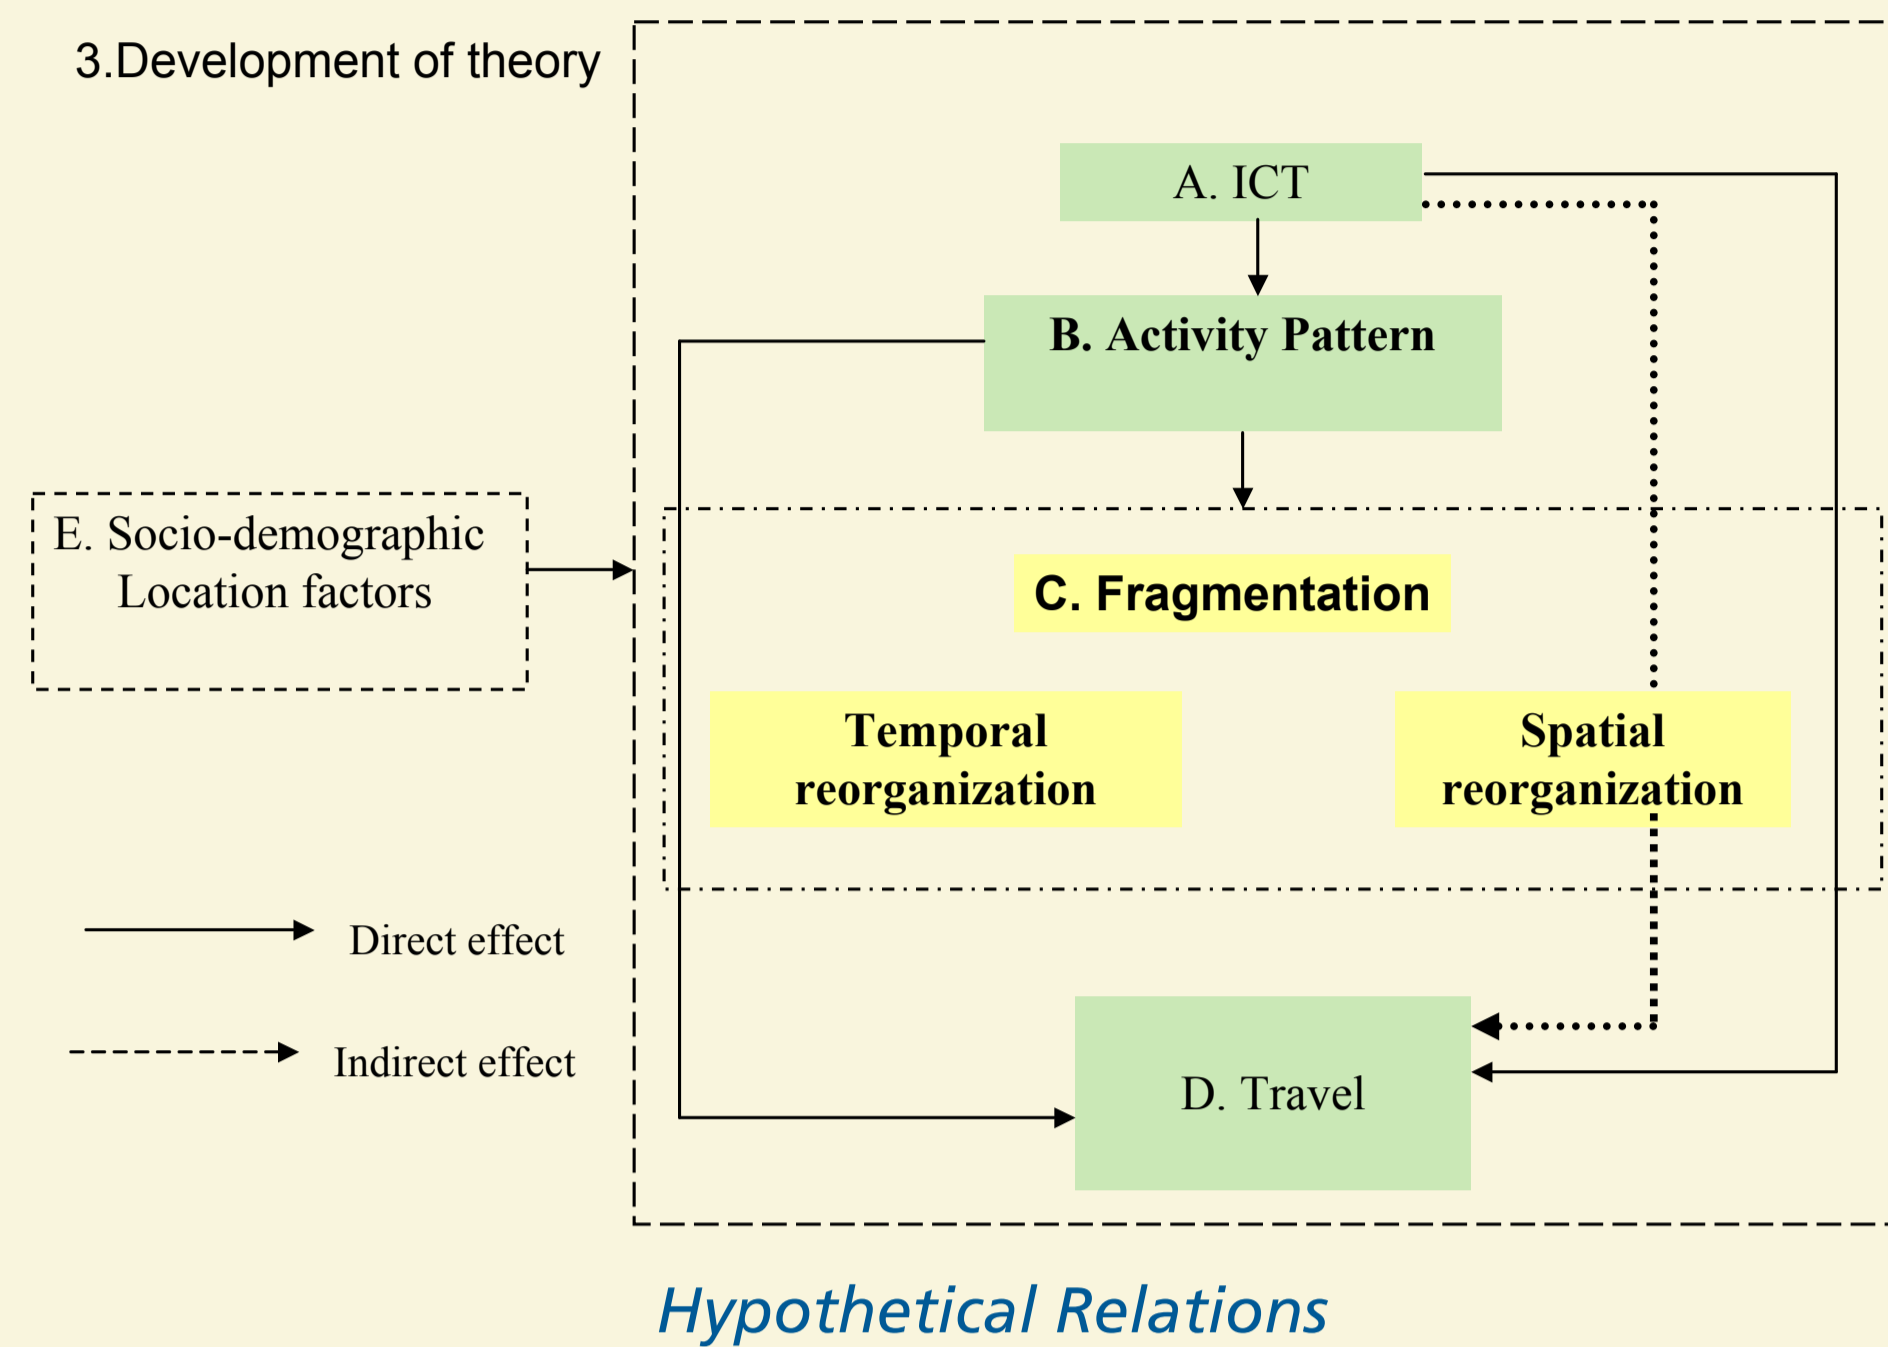 3.Development of theory
A. ICT
B. Activity Pattern
E. Socio-demographic
Location factors
C. Fragmentation
Temporal
reorganization
Spatial
reorganization
Direct effect
Indirect effect
D. Travel
Hypothetical Relations